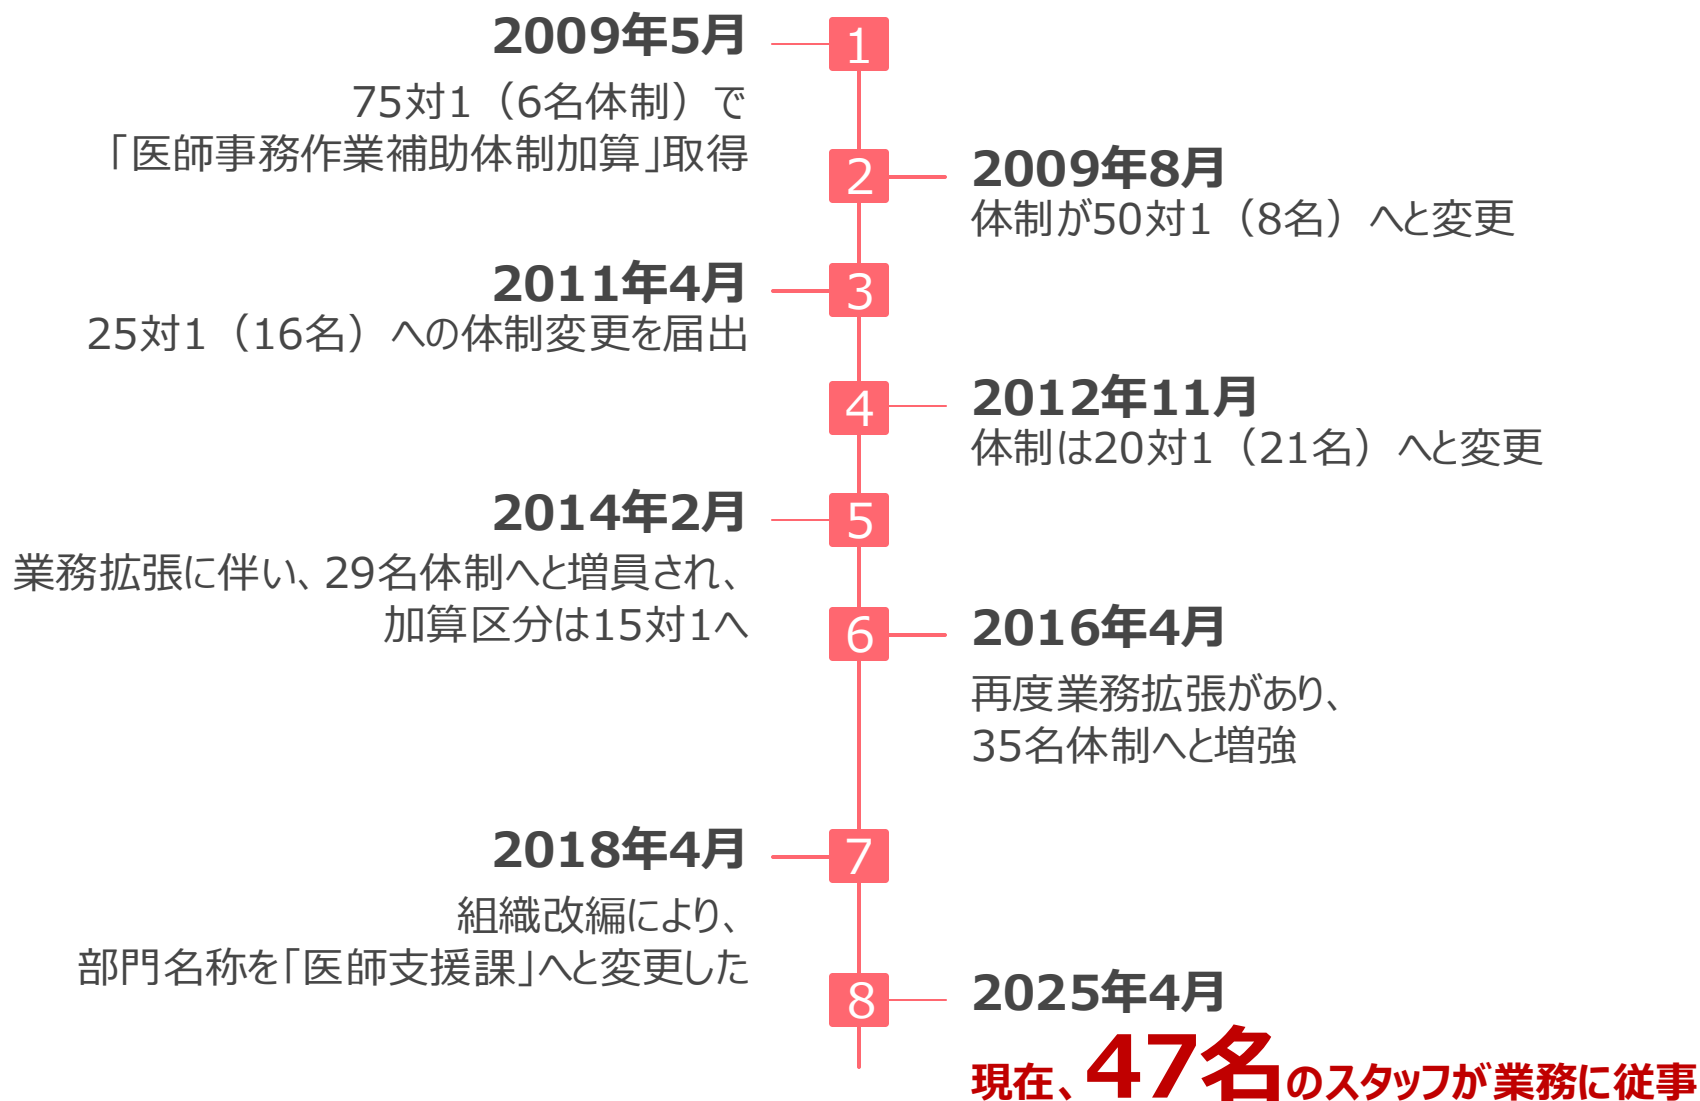 1
2009年5月
75対1（6名体制）で
「医師事務作業補助体制加算」取得
2
2009年8月
体制が50対1（8名）へと変更
3
2011年4月
25対1（16名）への体制変更を届出
4
2012年11月
体制は20対1（21名）へと変更
5
2014年2月
業務拡張に伴い、29名体制へと増員され、
加算区分は15対1へ
6
2016年4月
再度業務拡張があり、
35名体制へと増強
7
2018年4月
組織改編により、
部門名称を「医師支援課」へと変更した
8
2025年4月
現在、47名のスタッフが業務に従事